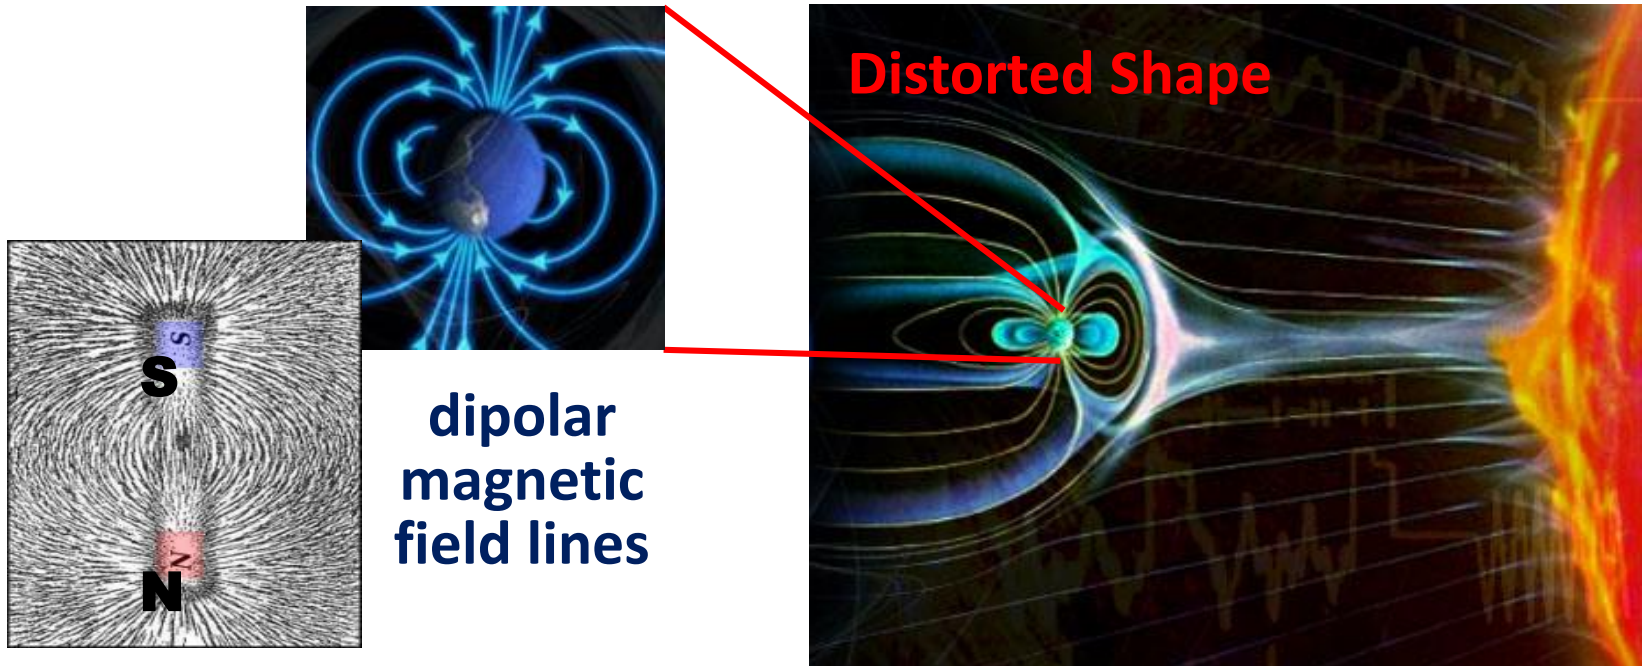 Distorted Shape
S
S
N
N
dipolar
magnetic
field lines